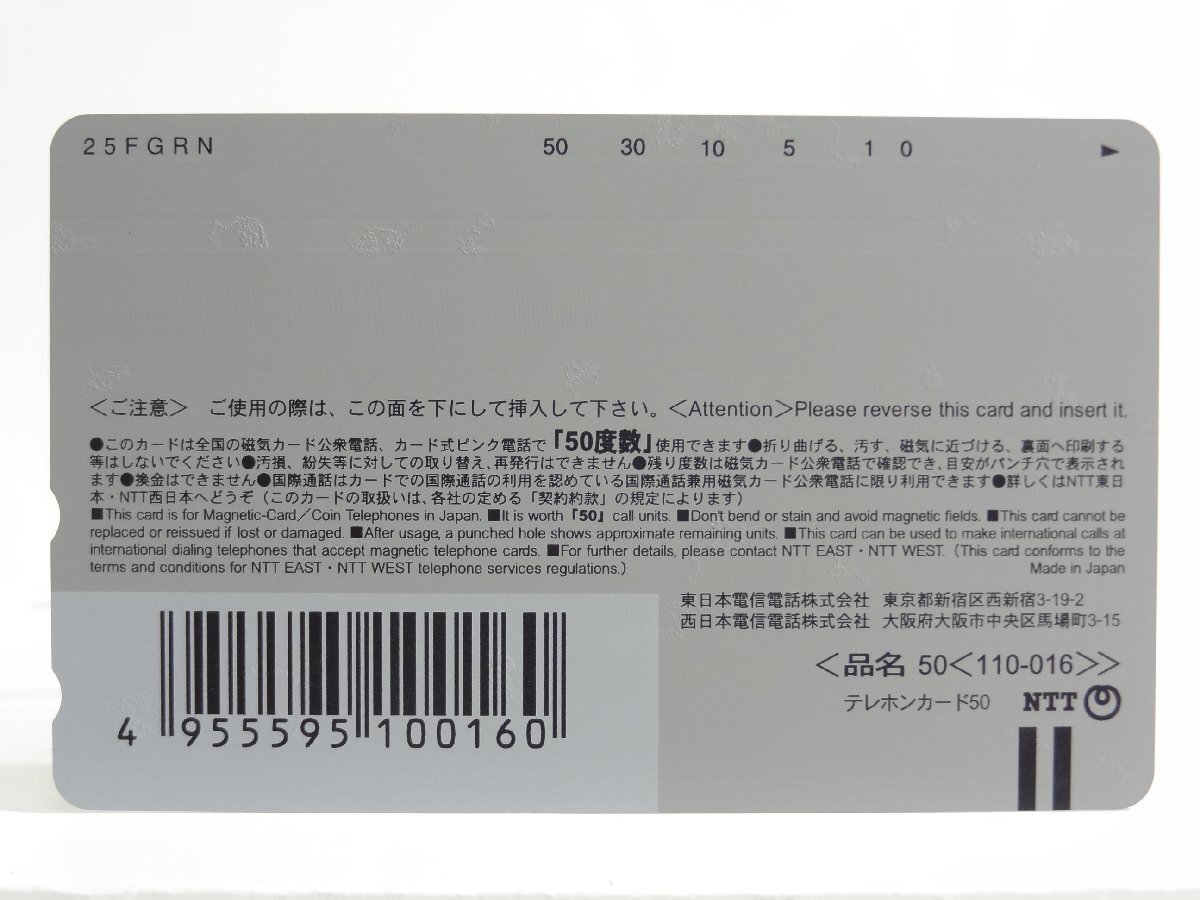 25FGRN 50 30 10 5 1 0 ▶
<ご注意> ご使用の際は、この面を下にして挿入して下さい。<Attention>Please reverse this card and insert it.
●このカードは全国の磁気カード公衆電話、カード式ピンク電話で「50度数」使用できます●折り曲げる、汚す、磁気に近づける、裏面へ印刷する
等はしないでください●汚損、紛失等に対しての取り替え、再発行はできません●残り度数は磁気カード公衆電話で確認でき、目安がパンチ穴で表示され
ます●換金はできません●国際通話はカードでの国際通話の利用を認めている国際通話兼用磁気カード公衆電話に限り利用できます●詳しくはNTT東日
本・NTT西日本へどうぞ（このカードの取扱いは、各社の定める「契約約款」の規定によります）
■This card is for Magnetic-Card/Coin Telephones in Japan. ■It is worth「50」call units. ■Don't bend or stain and avoid magnetic fields. ■This card cannot be
replaced or reissued if lost or damaged. ■After usage, a punched hole shows approximate remaining units. ■This card can be used to make international calls at
international dialing telephones that accept magnetic telephone cards. ■For further details, please contact NTT EAST・NTT WEST. (This card conforms to the
terms and conditions for NTT EAST・NTT WEST telephone services regulations.) Made in Japan
東日本電信電話株式会社 東京都新宿区西新宿3-19-2
西日本電信電話株式会社 大阪府大阪市中央区馬場町3-15
<品名 50<110-016>>
テレホンカード50 NTT
4 955595 100160